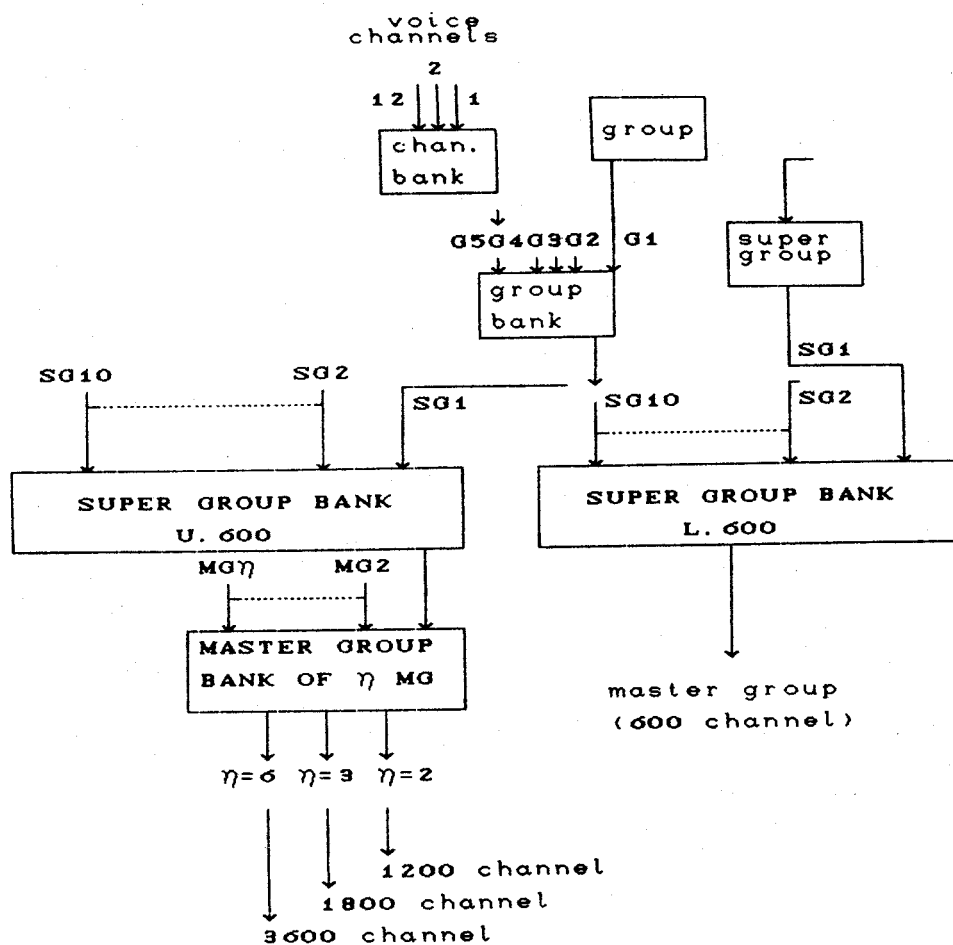 voice
channels
2
12 1
chan.
bank
group
G5G4G3G2 G1
super
group
group
bank
SG1
SG10 SG2 SG1 SG10 SG2
SUPER GROUP BANK
U. 600
SUPER GROUP BANK
L. 600
MGη MG2
MASTER GROUP
BANK OF η MG
master group
(600 channel)
η=6 η=3 η=2
1200 channel
1800 channel
3600 channel